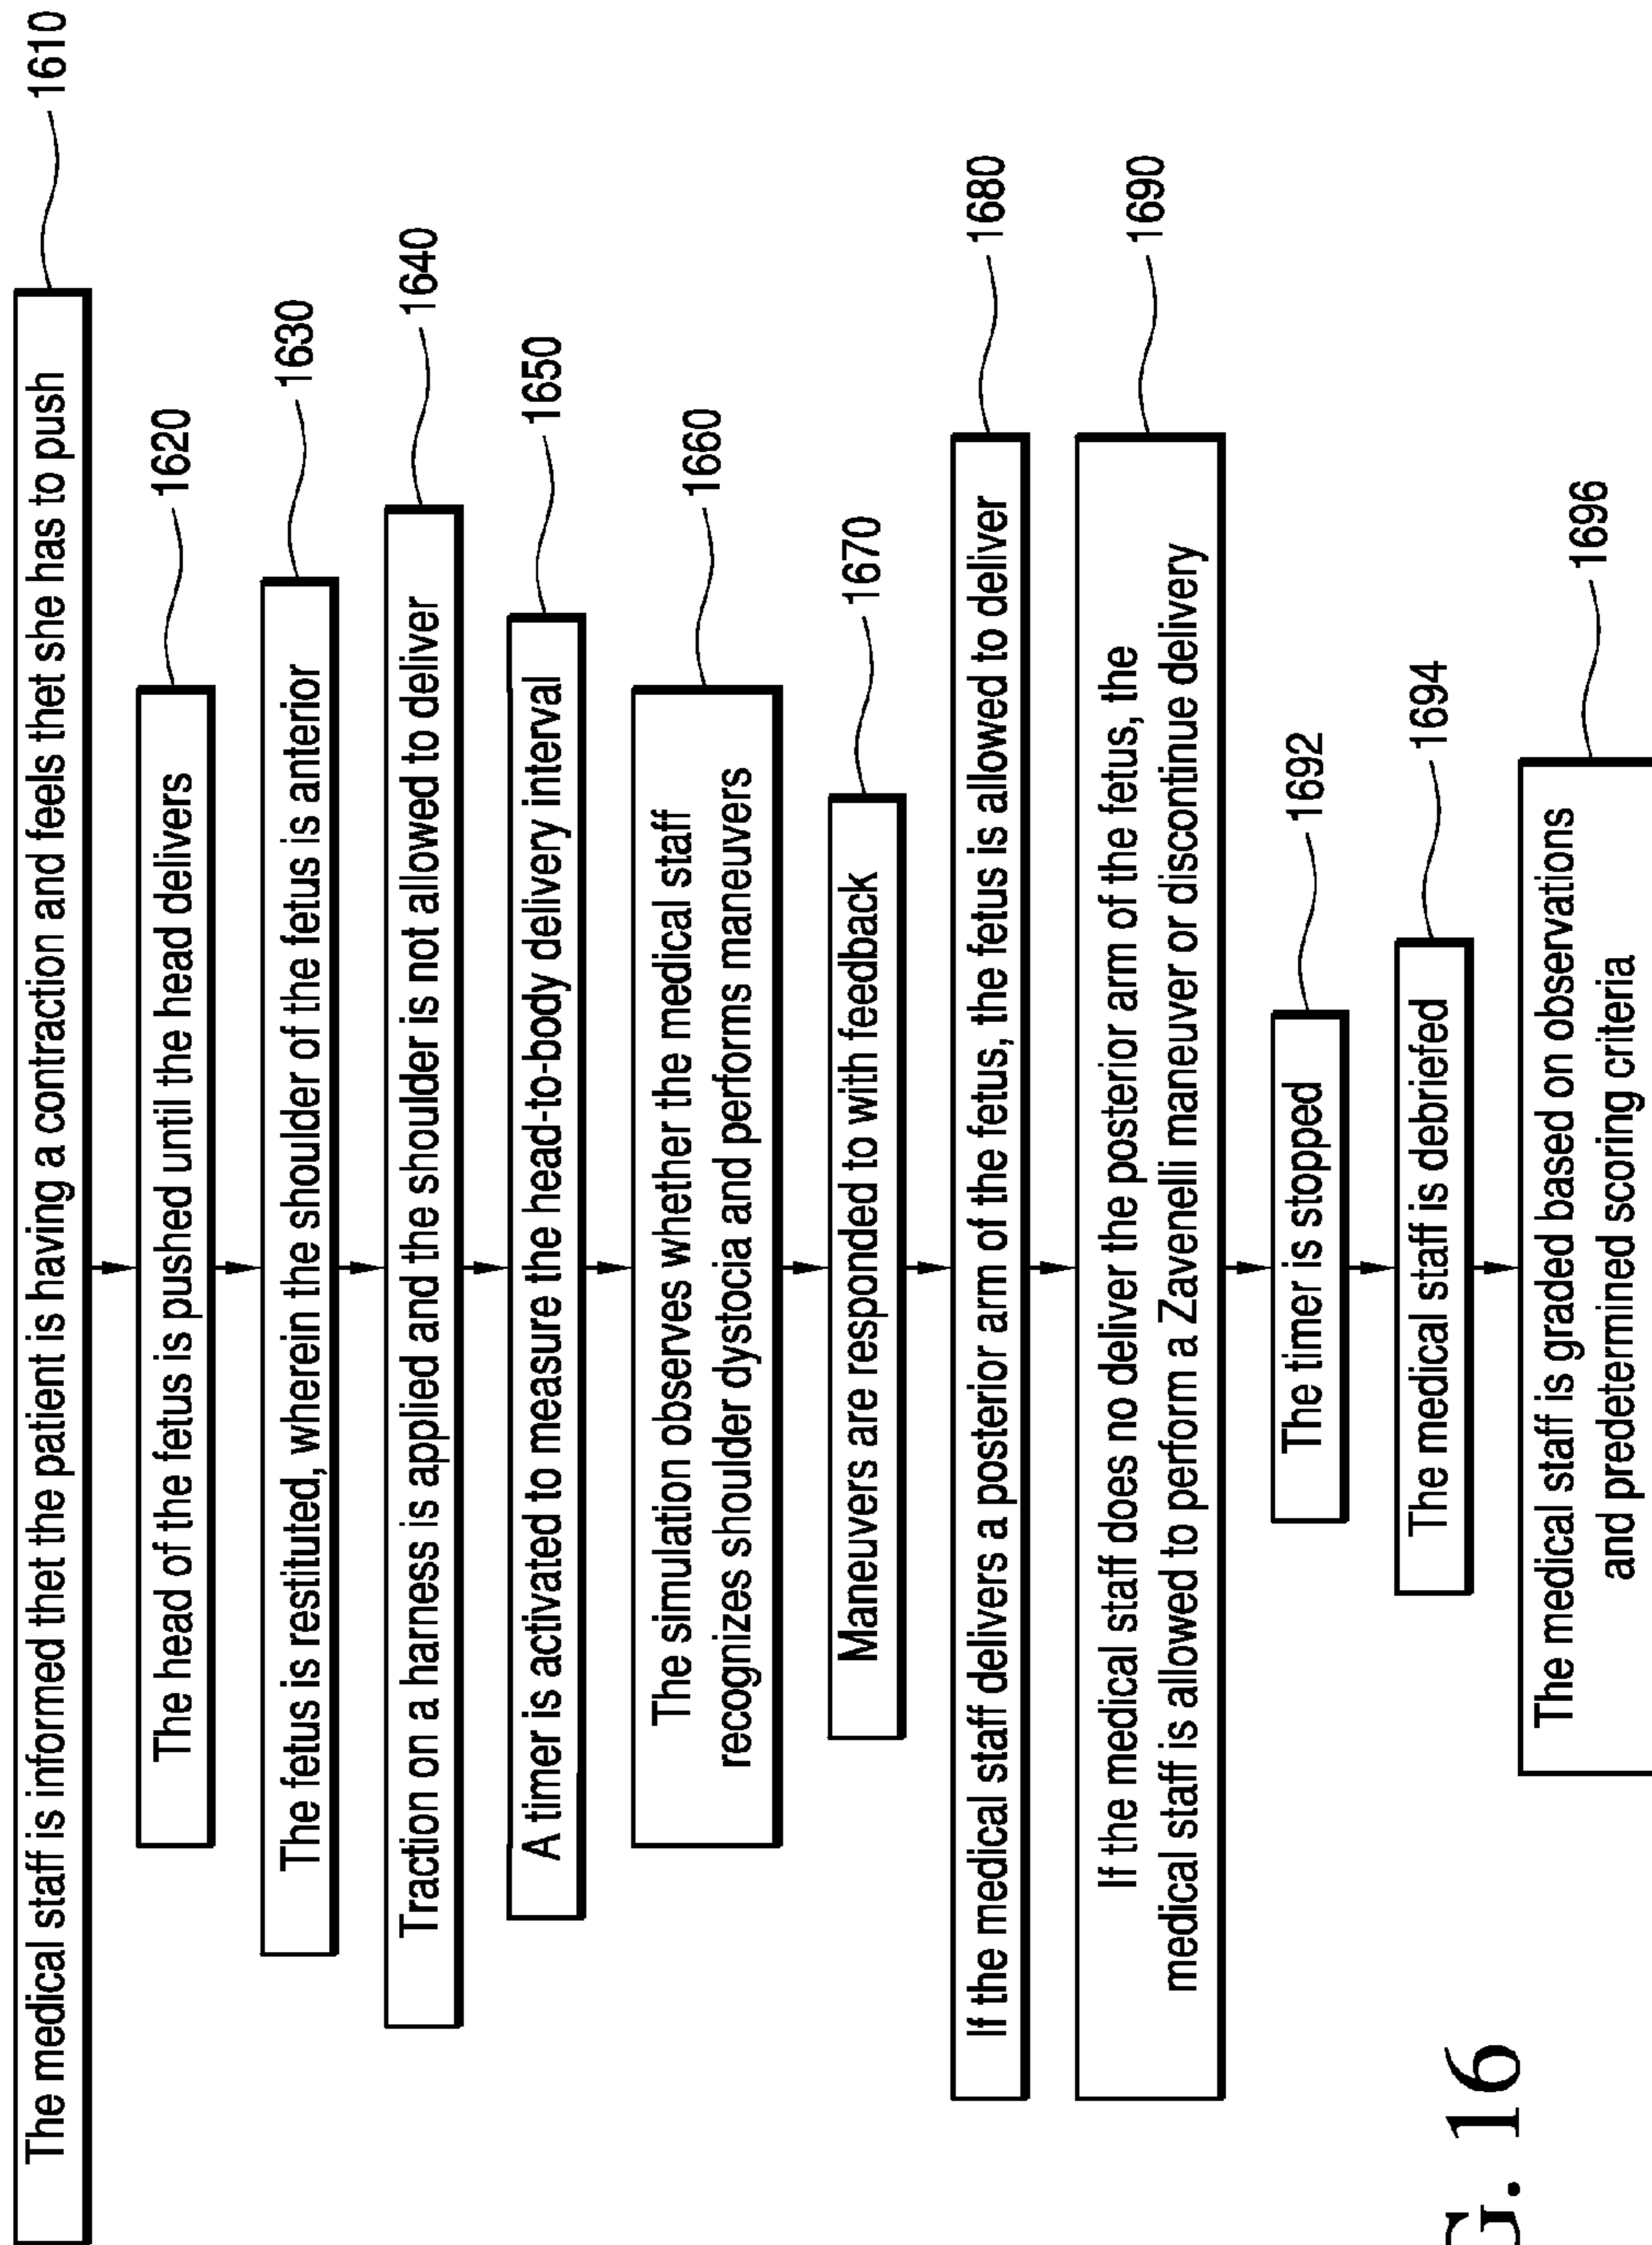 The medical staff is informed thet the patient is having a contraction and feels thet she has to push
1610
The head of the fetus is pushed until the head delivers
1620
The fetus is restituted, wherein the shoulder of the fetus is anterior
1630
Traction on a harness is applied and the shoulder is not allowed to deliver
1640
A timer is activated to measure the head-to-body delivery interval
1650
The simulation observes whether the medical staff
recognizes shoulder dystocia and performs maneuvers
1660
Maneuvers are responded to with feedback
1670
If the medical staff delivers a posterior arm of the fetus, the fetus is allowed to deliver
1680
If the medical staff does no deliver the posterior arm of the fetus, the
medical staff is allowed to perform a Zavenelli maneuver or discontinue delivery
1690
The timer is stopped
1692
The medical staff is debriefed
1694
The medical staff is graded based on observations
and predetermined scoring criteria
1696
G. 16